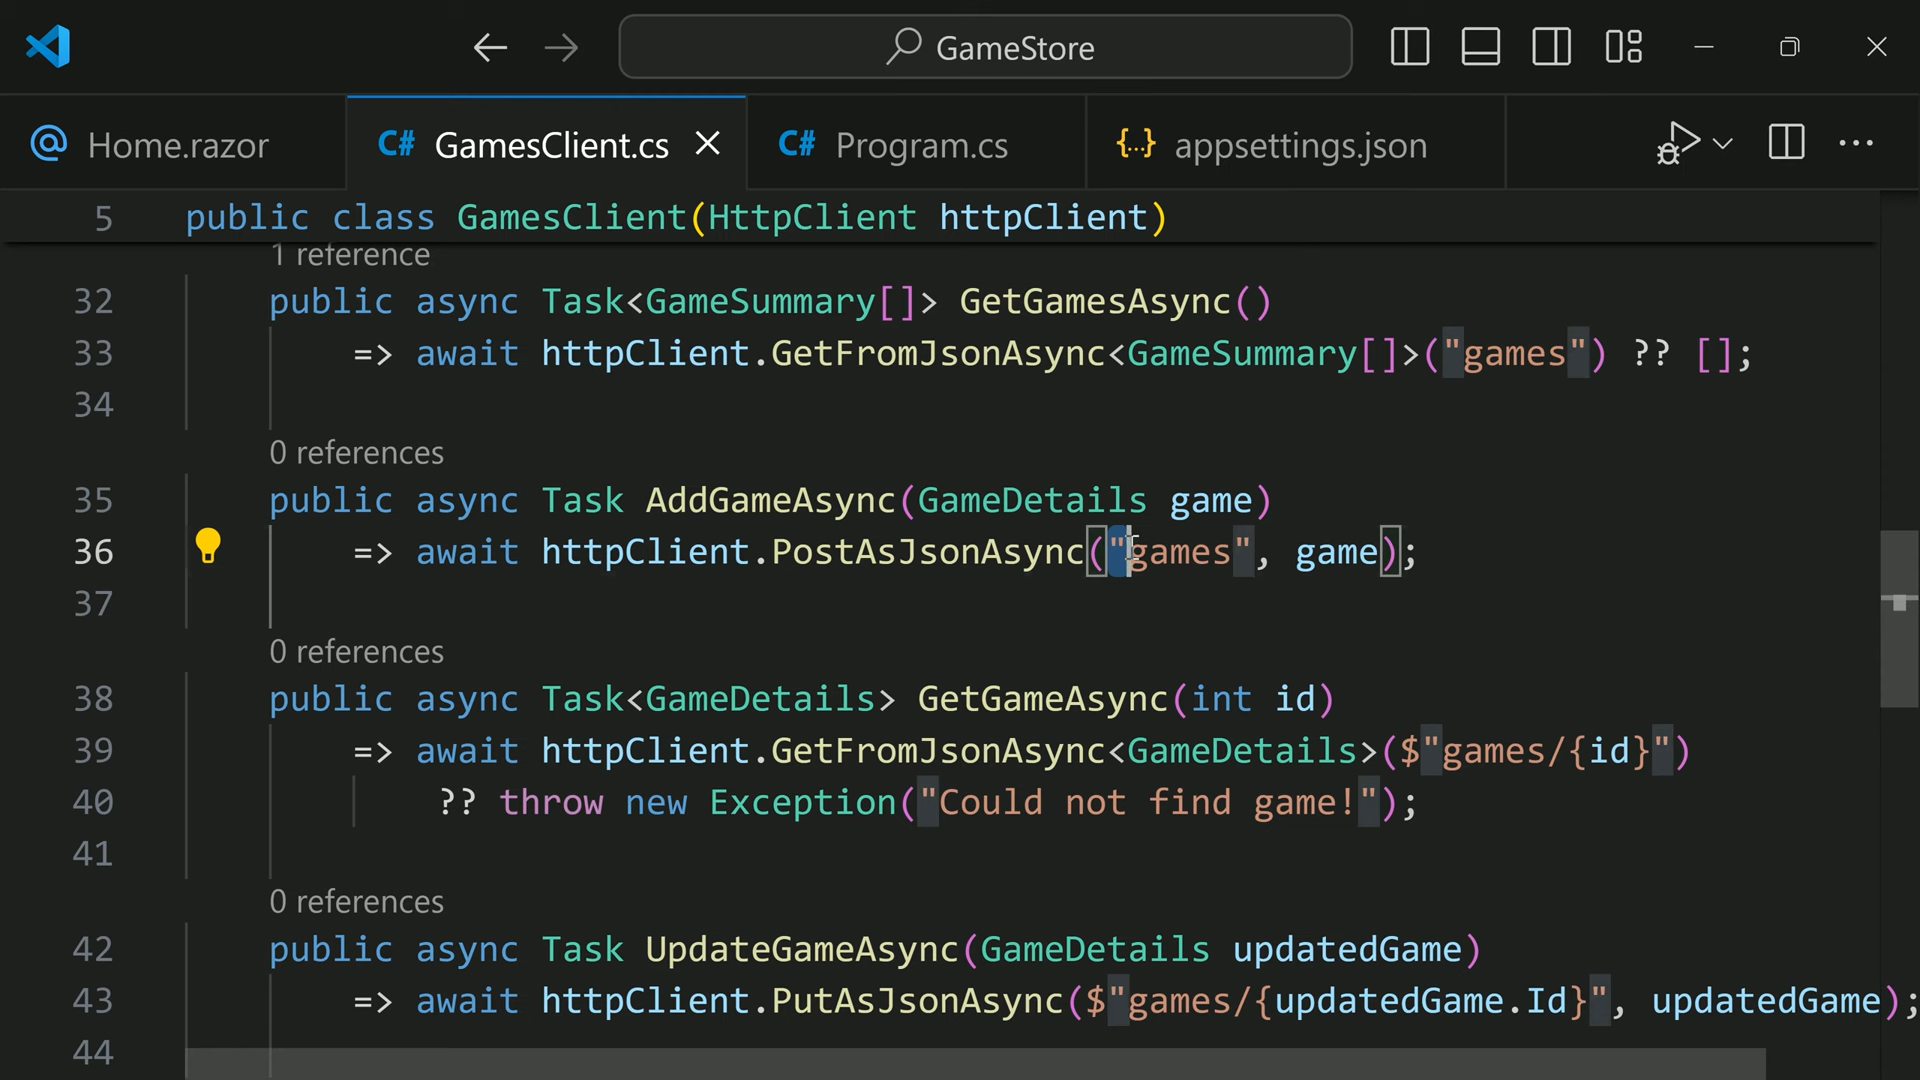 GameStore
Home.razor
C# GamesClient.cs
C# Program.cs
{..} appsettings.json
5 public class GamesClient(HttpClient httpClient)
1 reference
32 public async Task<GameSummary[]> GetGamesAsync()
33 => await httpClient.GetFromJsonAsync<GameSummary[]>("games") ?? [];
34
0 references
35 public async Task AddGameAsync(GameDetails game)
36 => await httpClient.PostAsJsonAsync("games", game);
37
0 references
38 public async Task<GameDetails> GetGameAsync(int id)
39 => await httpClient.GetFromJsonAsync<GameDetails>($"games/{id}")
40 ?? throw new Exception("Could not find game!");
41
0 references
42 public async Task UpdateGameAsync(GameDetails updatedGame)
43 => await httpClient.PutAsJsonAsync($"games/{updatedGame.Id}", updatedGame);
44